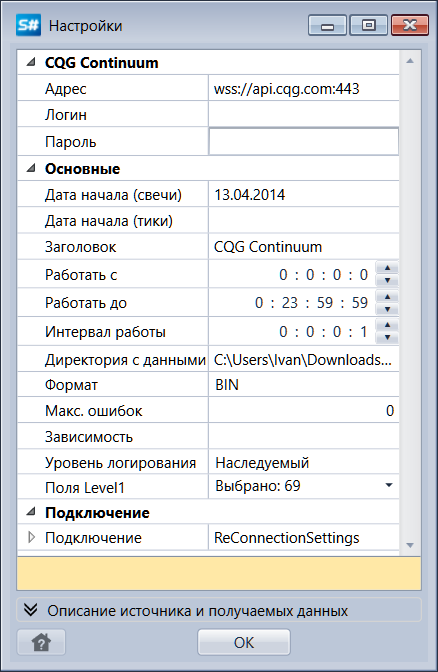 S# Настройки
CQG Continuum
Адрес wss://api.cqg.com:443
Логин
Пароль
Основные
Дата начала (свечи) 13.04.2014
Дата начала (тики)
Заголовок CQG Continuum
Работать с 0 : 0 : 0 : 0
Работать до 0 : 23 : 59 : 59
Интервал работы 0 : 0 : 0 : 1
Директория с данными C:\Users\Ivan\Downloads...
Формат BIN
Макс. ошибок 0
Зависимость
Уровень логирования Наследуемый
Поля Level1 Выбрано: 69
Подключение
Подключение ReConnectionSettings
Описание источника и получаемых данных
? OK